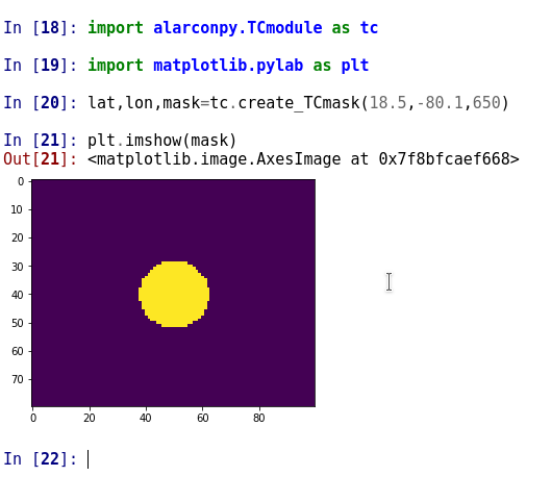 In [18]: import alarconpy.TCmodule as tc
In [19]: import matplotlib.pylab as plt
In [20]: lat,lon,mask=tc.create_TCmask(18.5,-80.1,650)
In [21]: plt.imshow(mask)
Out[21]: <matplotlib.image.AxesImage at 0x7f8bfcaef668>
0
10
20
30
40
50
60
70
0 20 40 60 80
In [22]: